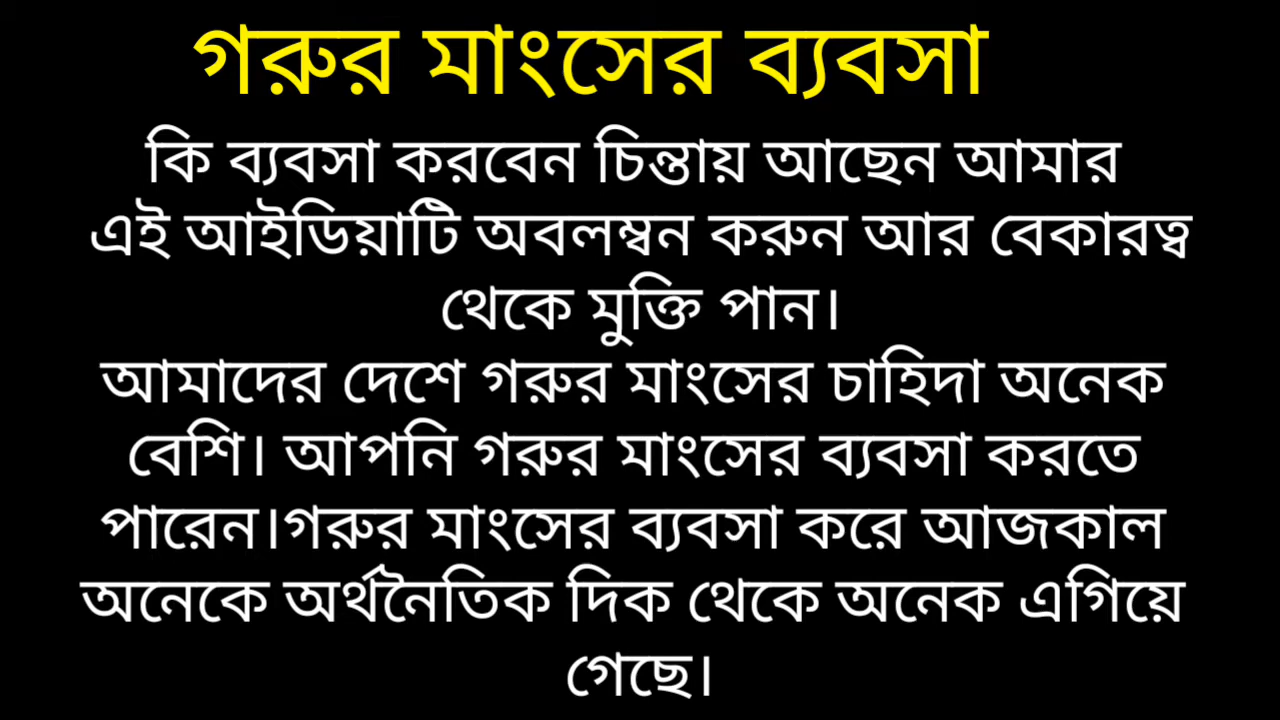 গরুর মাংসের ব্যবসা
কি ব্যবসা করবেন চিন্তায় আছেন আমার
এই আইডিয়াটি অবলম্বন করুন আর বেকারত্ব
থেকে মুক্তি পান।
আমাদের দেশে গরুর মাংসের চাহিদা অনেক
বেশি। আপনি গরুর মাংসের ব্যবসা করতে
পারেন।গরুর মাংসের ব্যবসা করে আজকাল
অনেকে অর্থনৈতিক দিক থেকে অনেক এগিয়ে
গেছে।